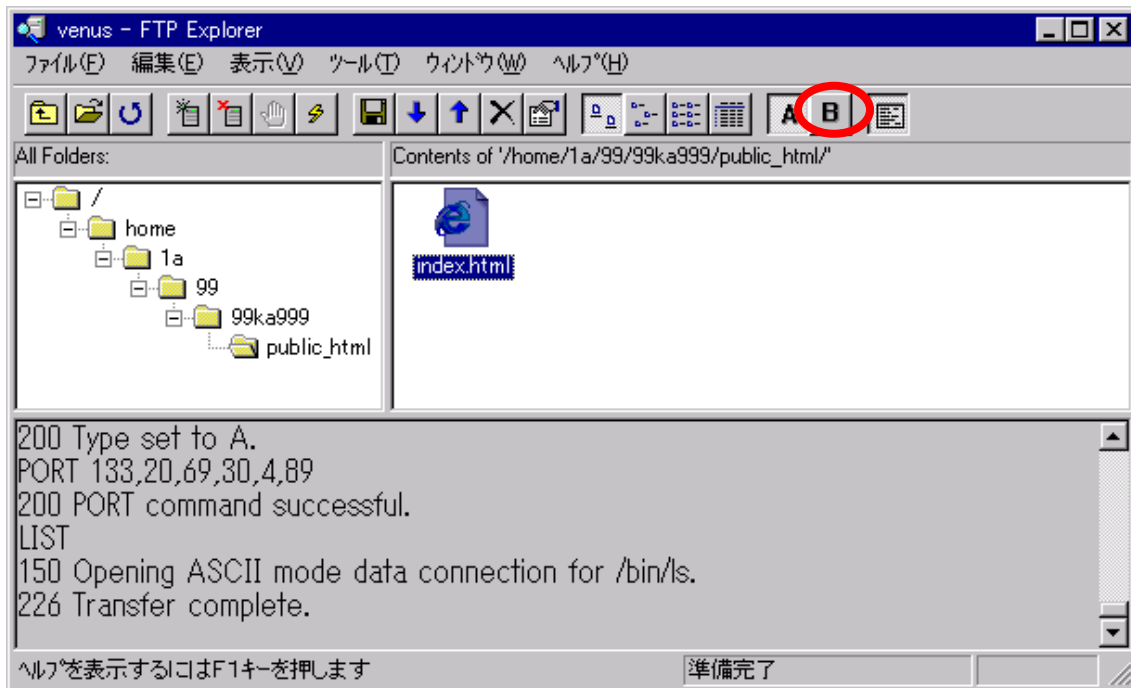 venus - FTP Explorer
ファイル(F) 編集(E) 表示(V) ツール(T) ウィンドウ(W) ヘルプ(H)
A B
All Folders:
Contents of '/home/1a/99/99ka999/public_html/'
/
home
1a
99
99ka999
public_html
index.html
200 Type set to A.
PORT 133,20,69,30,4,89
200 PORT command successful.
LIST
150 Opening ASCII mode data connection for /bin/ls.
226 Transfer complete.
ヘルプを表示するにはF1キーを押します
準備完了